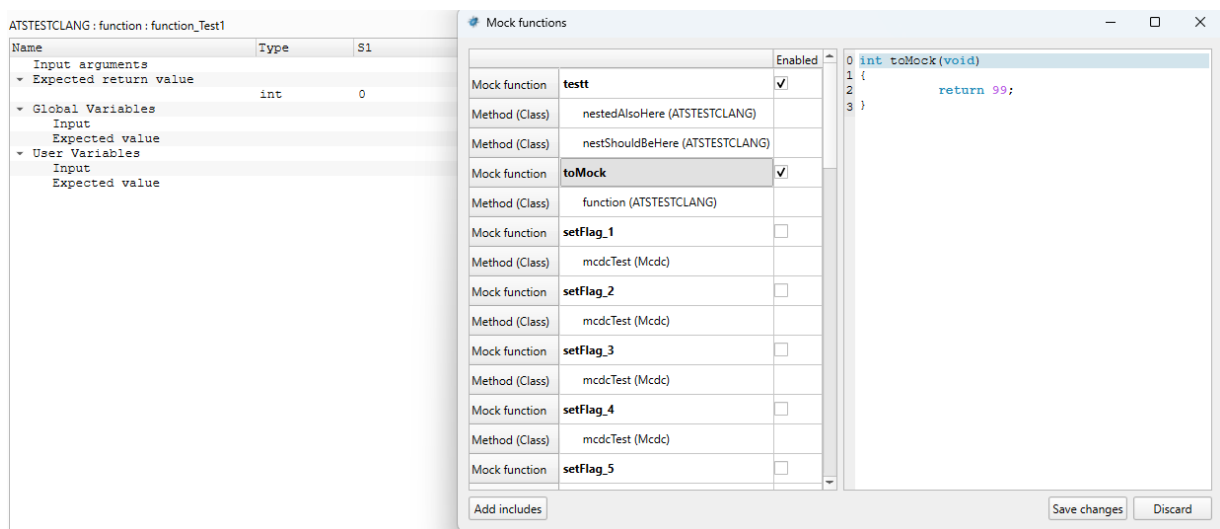 ATSTESTCLANG : function : function_Test1
Name Type S1
Input arguments
Expected return value
int 0
Global Variables
Input
Expected value
User Variables
Input
Expected value
Mock functions
Enabled
Mock function testt
Method (Class) nestedAlsoHere (ATSTESTCLANG)
Method (Class) nestShouldBeHere (ATSTESTCLANG)
Mock function toMock
Method (Class) function (ATSTESTCLANG)
Mock function setFlag_1
Method (Class) mcdcTest (Mcdc)
Mock function setFlag_2
Method (Class) mcdcTest (Mcdc)
Mock function setFlag_3
Method (Class) mcdcTest (Mcdc)
Mock function setFlag_4
Method (Class) mcdcTest (Mcdc)
Mock function setFlag_5
0 int toMock(void)
1 {
2 return 99;
3 }
Add includes
Save changes Discard